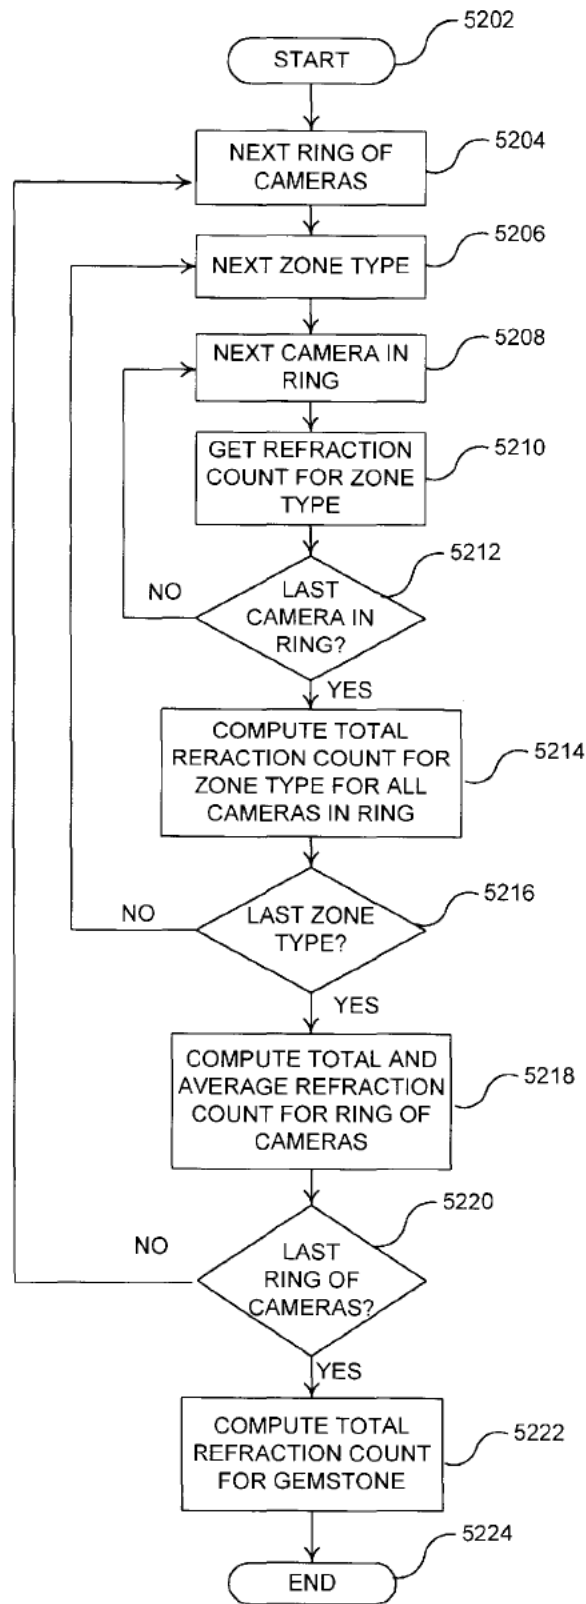 5202
START
5204
NEXT RING OF
CAMERAS
5206
NEXT ZONE TYPE
5208
NEXT CAMERA IN
RING
5210
GET REFRACTION
COUNT FOR ZONE
TYPE
5212
NO
LAST
CAMERA IN
RING?
YES
COMPUTE TOTAL
RERACTION COUNT FOR
ZONE TYPE FOR ALL
CAMERAS IN RING
5214
5216
NO
LAST ZONE
TYPE?
YES
COMPUTE TOTAL AND
AVERAGE REFRACTION
COUNT FOR RING OF
CAMERAS
5218
5220
NO
LAST
RING OF
CAMERAS?
YES
COMPUTE TOTAL
REFRACTION COUNT
FOR GEMSTONE
5222
5224
END